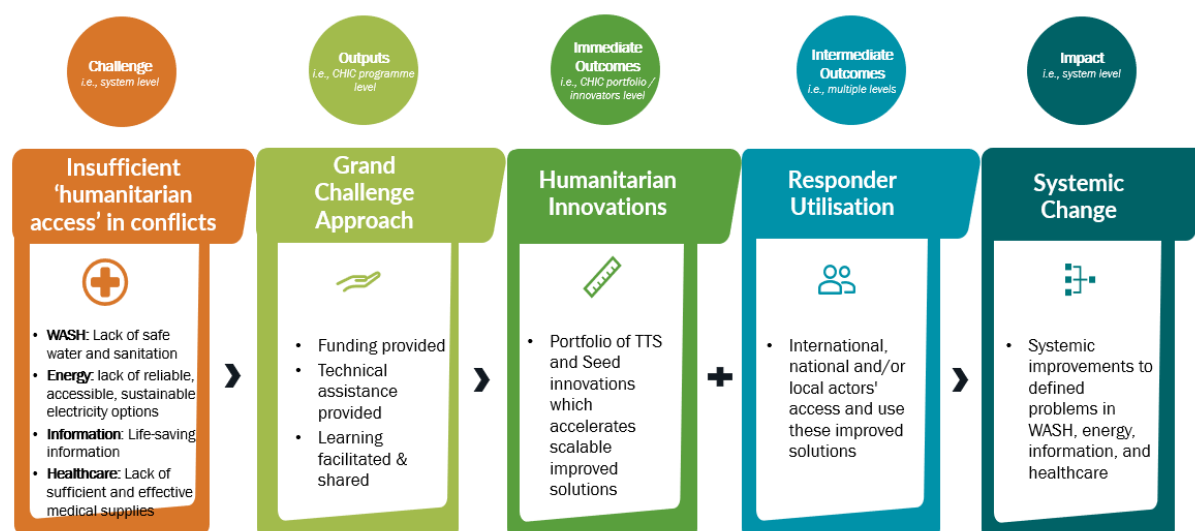 Challenge
i.e., system level
Outputs
i.e., CHIC programme
level
Immediate
Outcomes
i.e., CHIC portfolio /
innovators level
Intermediate
Outcomes
i.e., multiple levels
Impact
i.e., system level
Insufficient
‘humanitarian
access’ in conflicts
• WASH: Lack of safe
water and sanitation
• Energy: lack of reliable,
accessible, sustainable
electricity options
• Information: Life-saving
information
• Healthcare: Lack of
sufficient and effective
medical supplies
Grand
Challenge
Approach
• Funding provided
• Technical
assistance
provided
• Learning
facilitated &
shared
Humanitarian
Innovations
• Portfolio of TTS
and Seed
innovations
which
accelerates
scalable
improved
solutions
Responder
Utilisation
• International,
national and/or
local actors'
access and use
these improved
solutions
Systemic
Change
• Systemic
improvements to
defined
problems in
WASH, energy,
information, and
healthcare